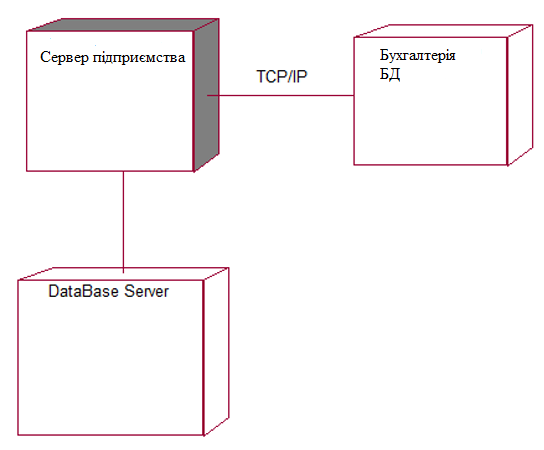 Сервер підприємства
TCP/IP
Бухгалтерія
БД
DataBase Server